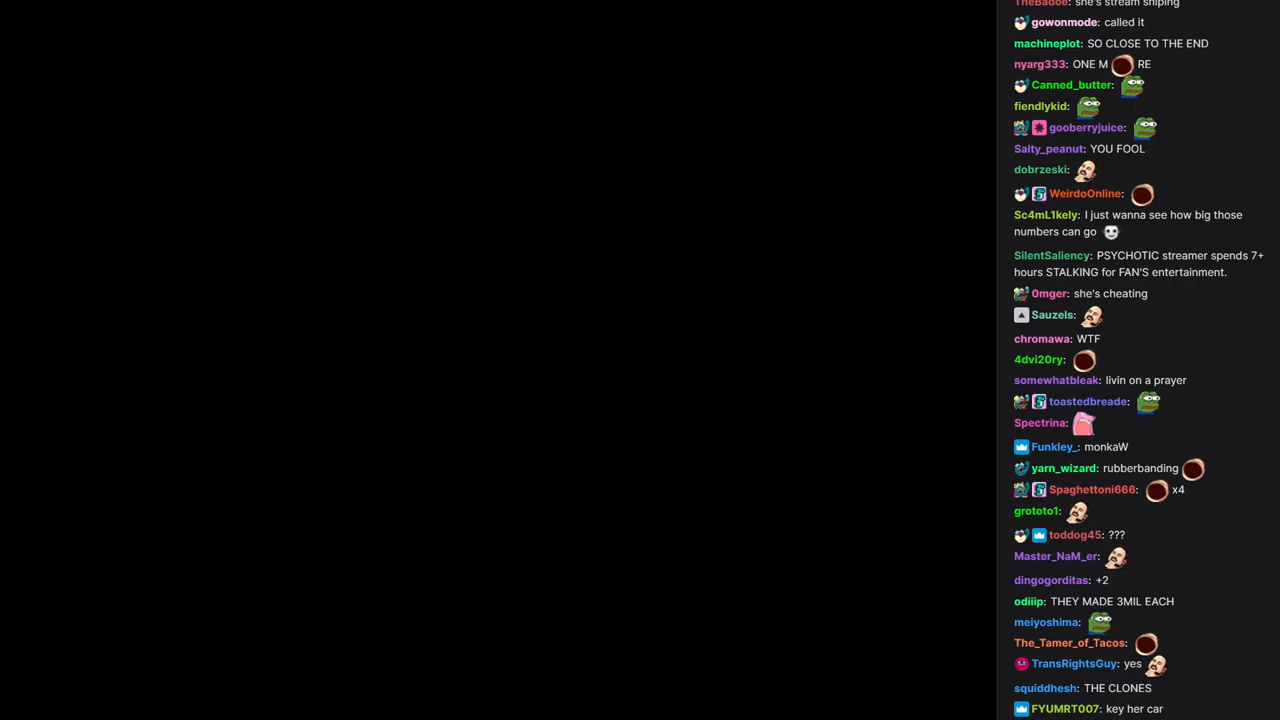 TheBadoe: she's stream sniping
gowonmode: called it
machineplot: SO CLOSE TO THE END
nyarg333: ONE M RE
Canned_butter:
fiendlykid:
gooberryjuice:
Salty_peanut: YOU FOOL
dobrzeski:
WeirdoOnline:
Sc4mL1kely: I just wanna see how big those
numbers can go
SilentSaliency: PSYCHOTIC streamer spends 7+
hours STALKING for FAN'S entertainment.
0mger: she's cheating
Sauzels:
chromawa: WTF
4dvi20ry:
somewhatbleak: livin on a prayer
toastedbreade:
Spectrina:
Funkley_: monkaW
yarn_wizard: rubberbanding
Spaghettoni666: x4
grototo1:
toddog45: ???
Master_NaM_er:
dingogorditas: +2
odiiip: THEY MADE 3MIL EACH
meiyoshima:
The_Tamer_of_Tacos:
TransRightsGuy: yes
squiddhesh: THE CLONES
FYUMRT007: key her car